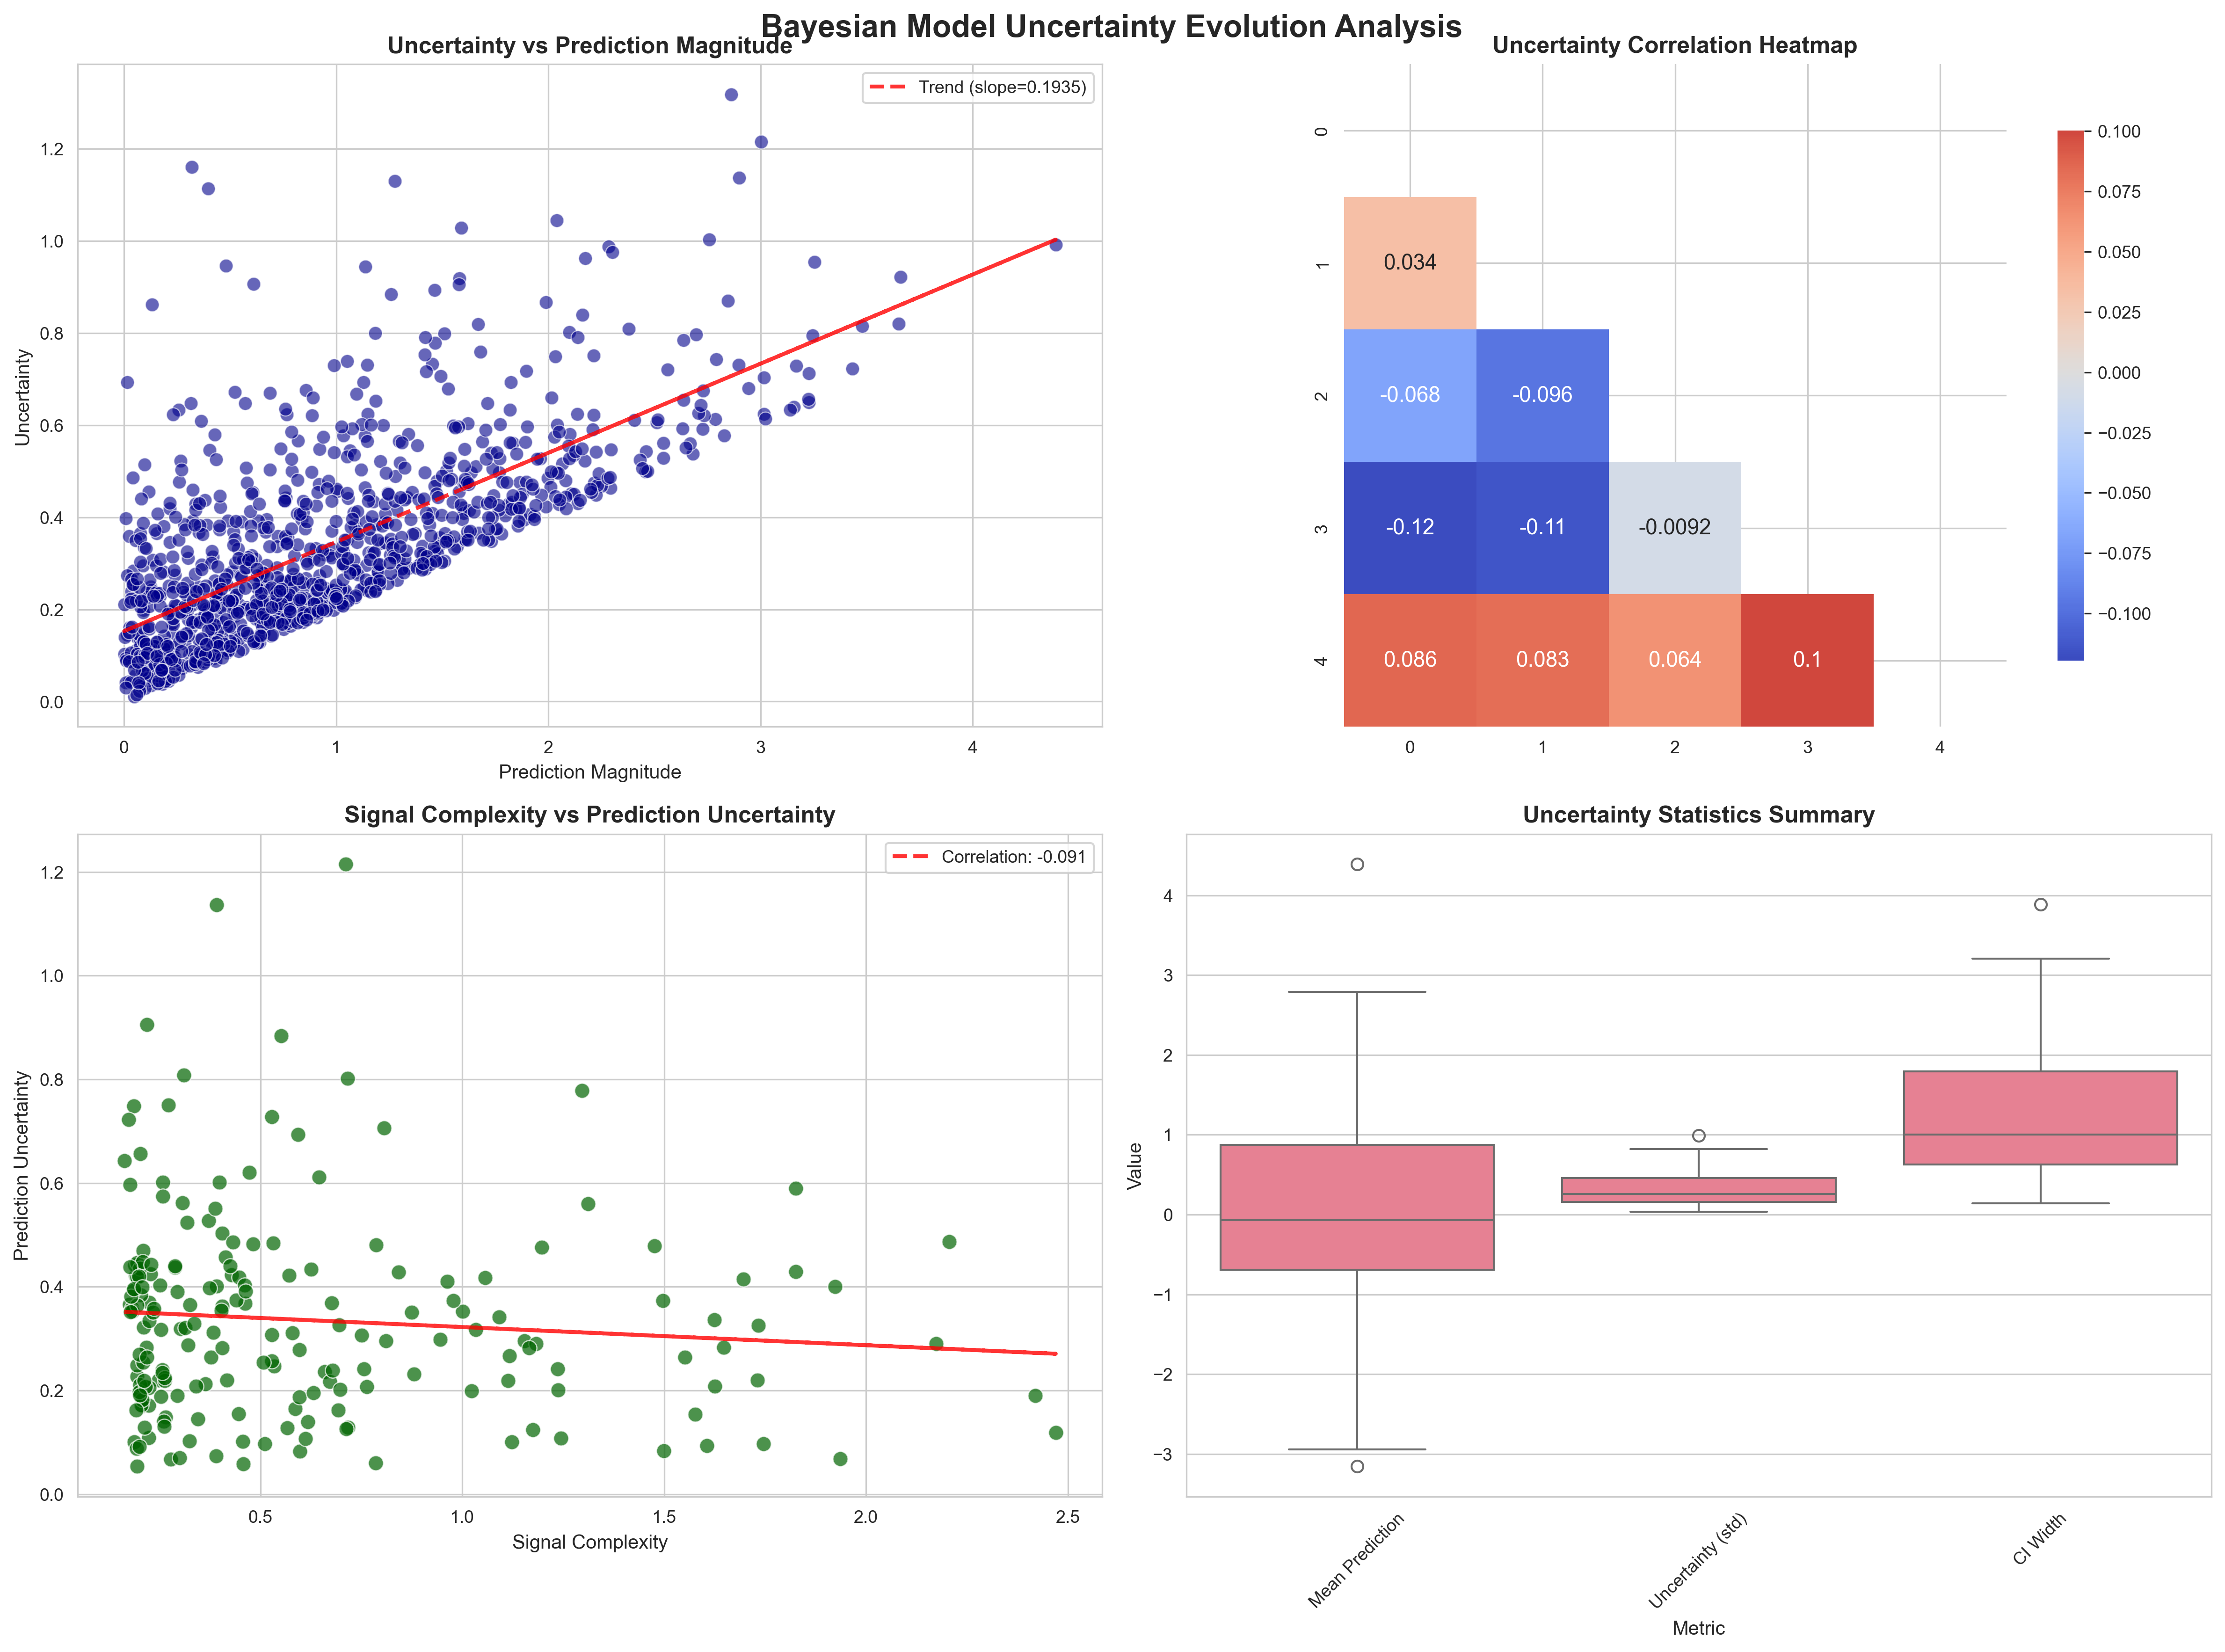 Bayesian Model Uncertainty Evolution Analysis
Uncertainty vs Prediction Magnitude
Trend (slope=0.1935)
1.2
1.0
0.8
0.6
0.4
0.2
0.0
Uncertainty
0 1 2 3 4
Prediction Magnitude
Uncertainty Correlation Heatmap
0
1
2
3
4
0.034
-0.068 -0.096
-0.12 -0.11 -0.0092
0.086 0.083 0.064 0.1
0 1 2 3 4
0.100
0.075
0.050
0.025
0.000
−0.025
−0.050
−0.075
−0.100
Signal Complexity vs Prediction Uncertainty
Correlation: -0.091
1.2
1.0
0.8
0.6
0.4
0.2
0.0
Prediction Uncertainty
0.5 1.0 1.5 2.0 2.5
Signal Complexity
Uncertainty Statistics Summary
4
3
2
1
0
−1
−2
−3
Value
Mean Prediction
Uncertainty (std)
CI Width
Metric